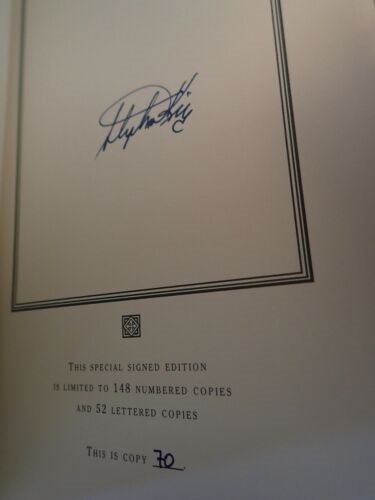 This special signed edition
is limited to 148 numbered copies
and 52 lettered copies
This is copy 70